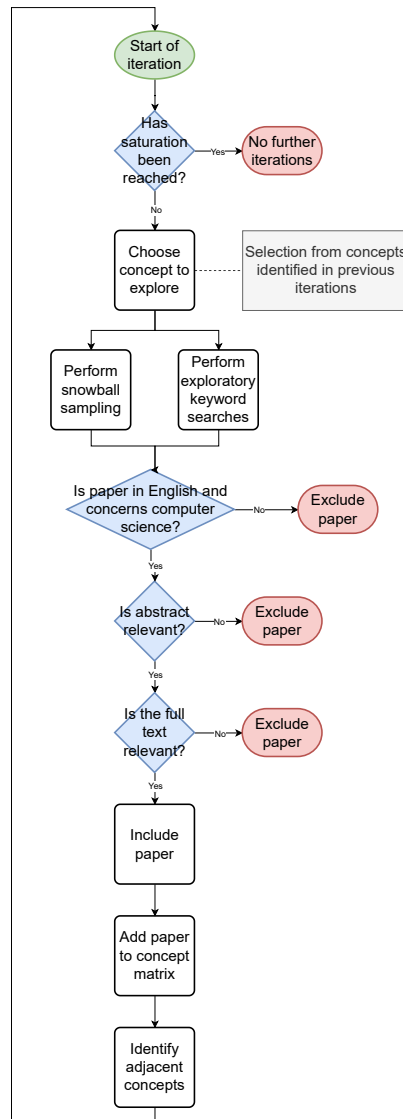 Start of
iteration
Has
saturation
been
reached?
Yes
No further
iterations
No
Choose
concept to
explore
Selection from concepts
identified in previous
iterations
Perform
snowball
sampling
Perform
exploratory
keyword
searches
Is paper in English and
concerns computer
science?
No
Exclude
paper
Yes
Is abstract
relevant?
No
Exclude
paper
Yes
Is the full
text
relevant?
No
Exclude
paper
Yes
Include
paper
Add paper
to concept
matrix
Identify
adjacent
concepts